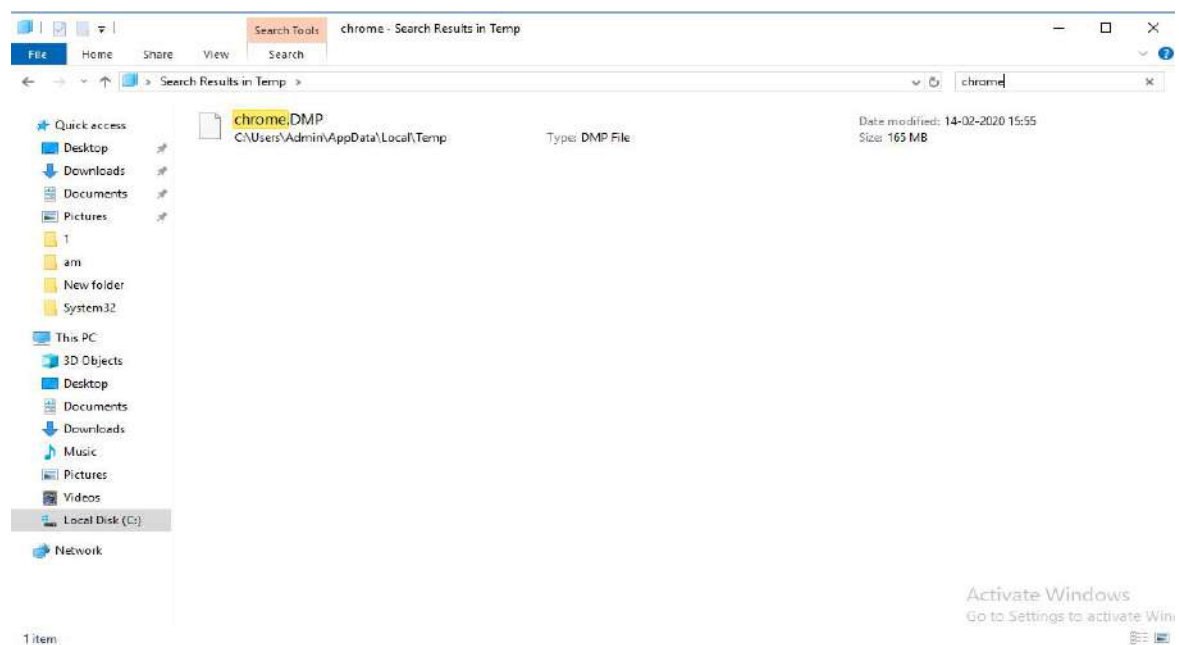 Search Tools chrome - Search Results in Temp
File Home Share View Search
Search Results in Temp chrome
Quick access
Desktop
Downloads
Documents
Pictures
1
am
New folder
System32
This PC
3D Objects
Desktop
Documents
Downloads
Music
Pictures
Videos
Local Disk (C:)
Network
chrome.DMP
C:\Users\Admin\AppData\Local\Temp
Type: DMP File
Date modified: 14-02-2020 15:55
Size: 165 MB
Activate Windows
Go to Settings to activate Win
1 item